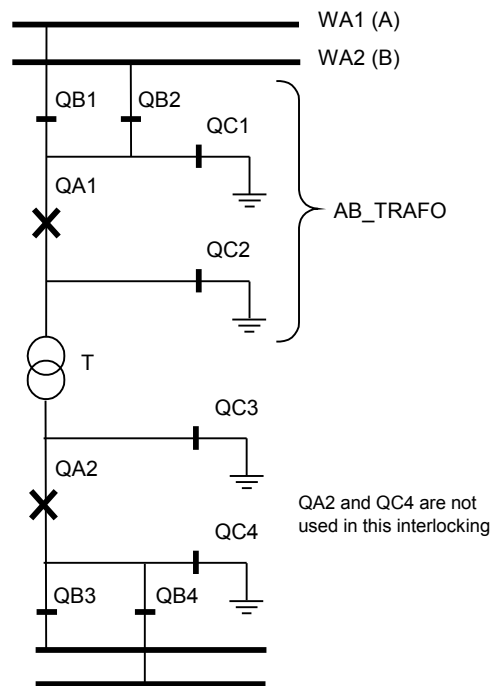 WA1 (A)
WA2 (B)
QB1
QB2
QC1
QA1
AB_TRAFO
QC2
T
QC3
QA2
QA2 and QC4 are not
used in this interlocking
QC4
QB3
QB4